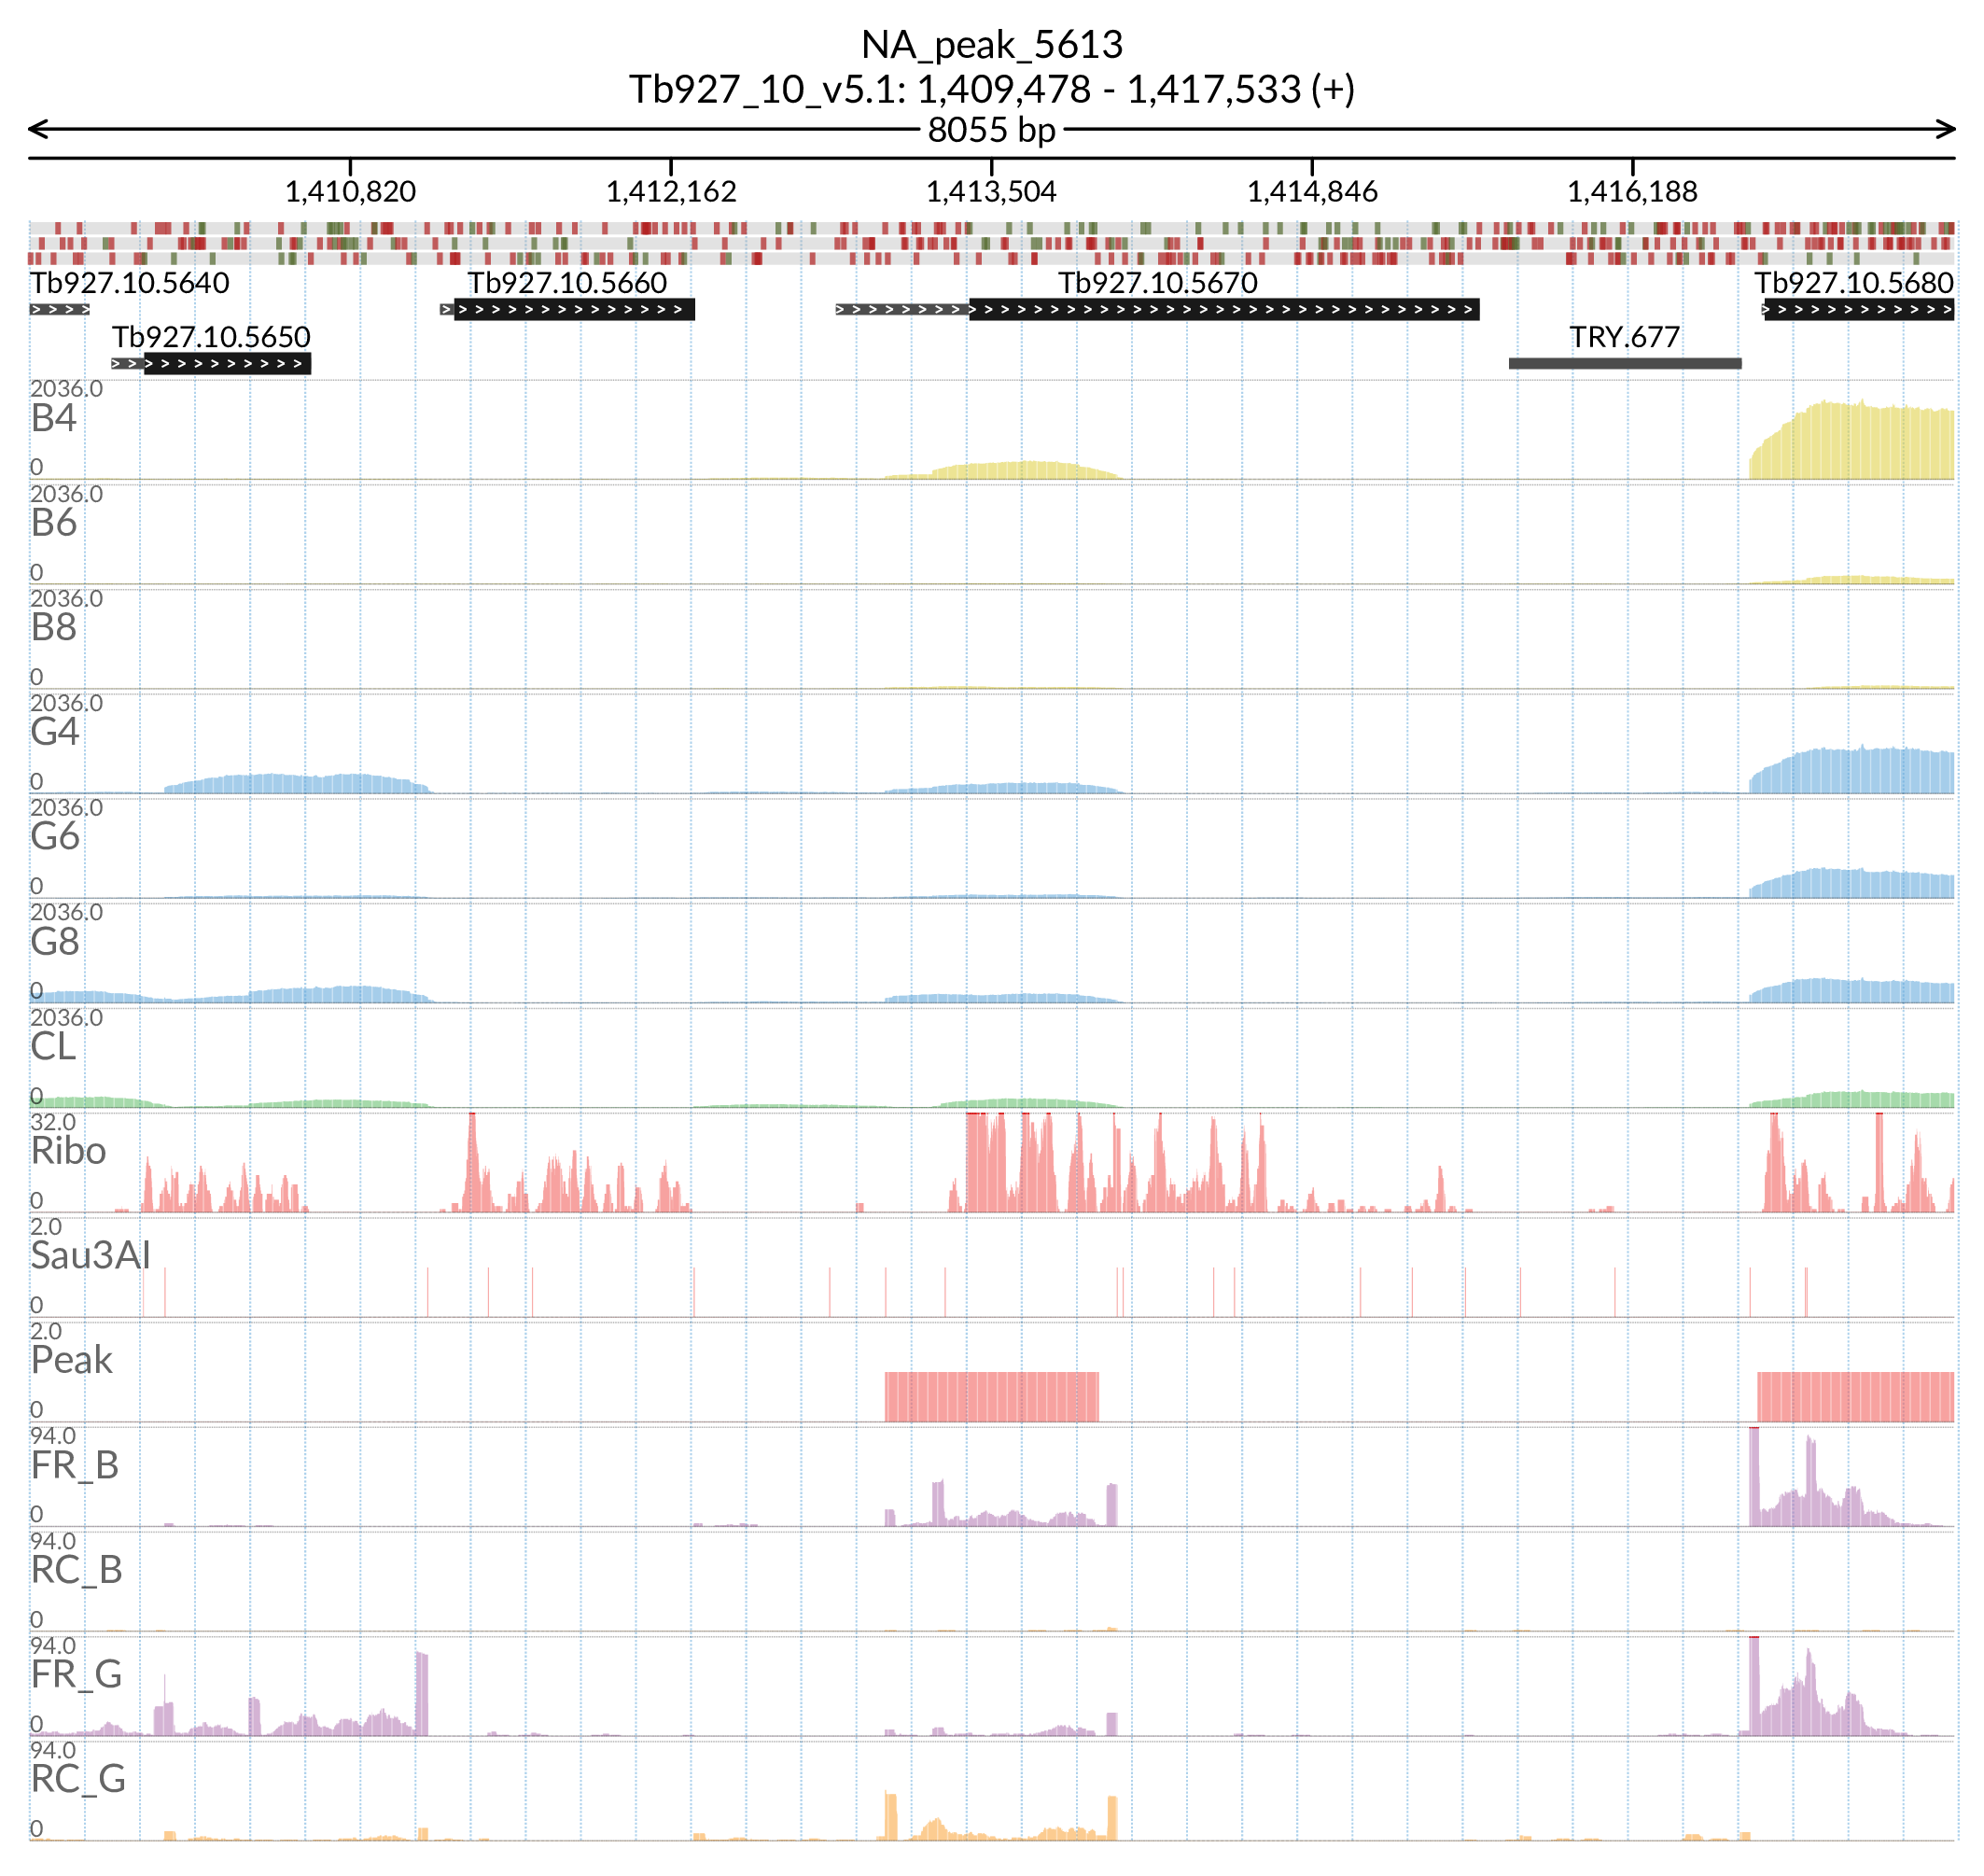 NA_peak_5613
Tb927_10_v5.1: 1,409,478 - 1,417,533 (+)
8055 bp
1,410,820 1,412,162 1,413,504 1,414,846 1,416,188
Tb927.10.5640 Tb927.10.5660 Tb927.10.5670 Tb927.10.5680
Tb927.10.5650 TRY.677
2036.0
B4
0
2036.0
B6
0
2036.0
B8
0
2036.0
G4
0
2036.0
G6
0
2036.0
G8
0
2036.0
CL
0
32.0
Ribo
0
2.0
Sau3AI
0
2.0
Peak
0
94.0
FR_B
0
94.0
RC_B
0
94.0
FR_G
0
94.0
RC_G
0